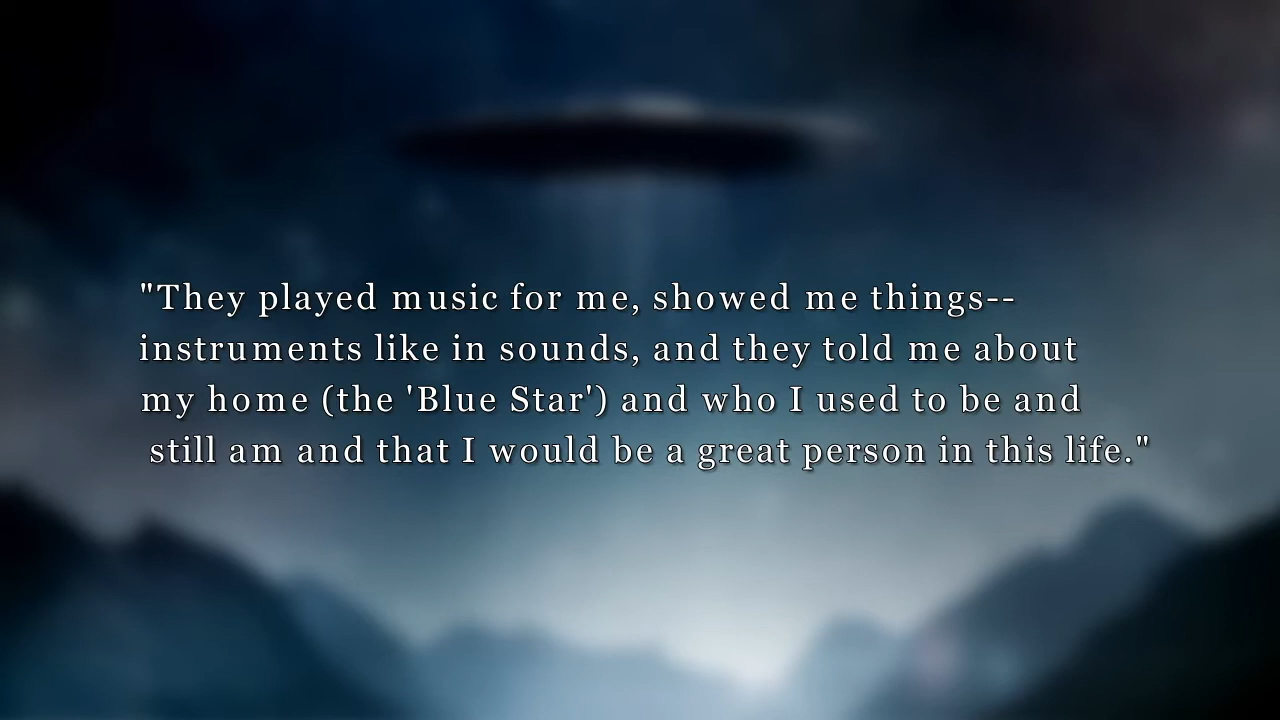 "They played music for me, showed me things--
instruments like in sounds, and they told me about
my home (the 'Blue Star') and who I used to be and
still am and that I would be a great person in this life."